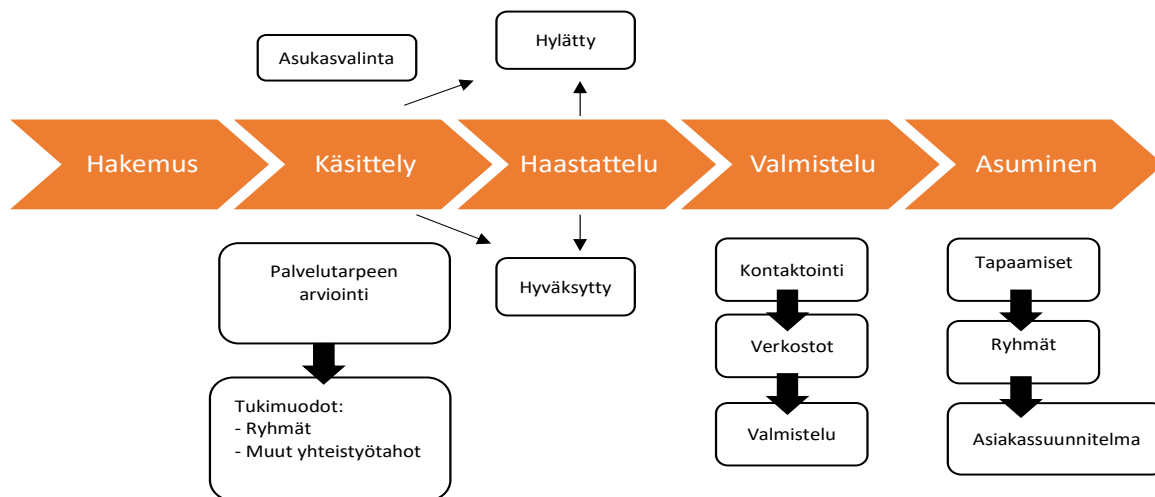 Asukasvalinta
Hylätty
Hakemus
Käsittely
Haastattelu
Valmistelu
Asuminen
Palvelutarpeen
arviointi
Tukimuodot:
- Ryhmät
- Muut yhteistyötahot
Hyväksytty
Kontaktointi
Verkostot
Valmistelu
Tapaamiset
Ryhmät
Asiakassuunnitelma